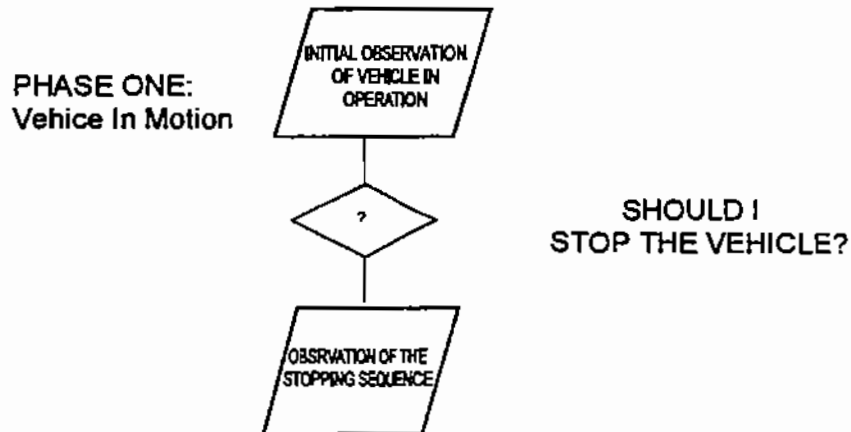 INITIAL OBSERVATION
OF VEHICLE IN
OPERATION
PHASE ONE:
Vehice In Motion
?
SHOULD I
STOP THE VEHICLE?
OBSRVATION OF THE
STOPPING SEQUENCE